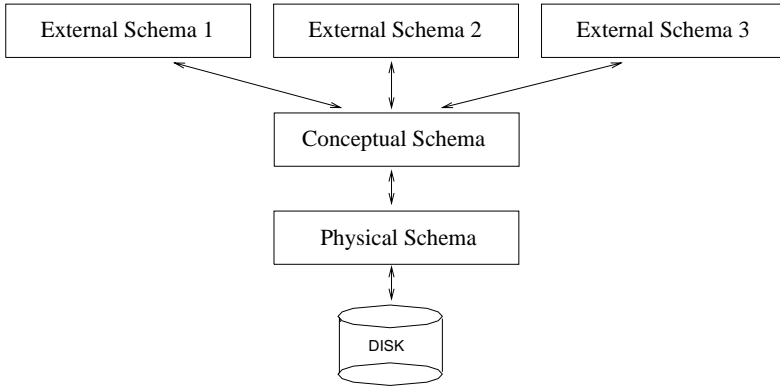 External Schema 1
External Schema 2
External Schema 3
Conceptual Schema
Physical Schema
DISK